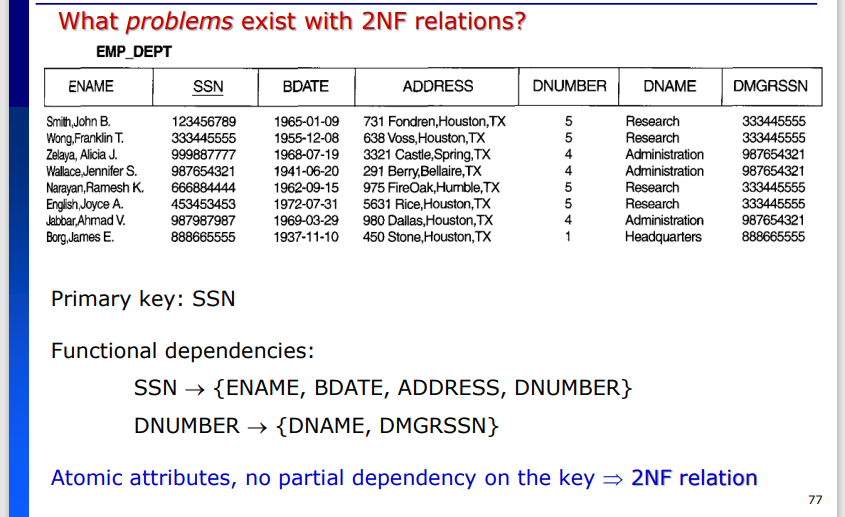 What problems exist with 2NF relations?
EMP_DEPT
ENAME SSN BDATE ADDRESS DNUMBER DNAME DMGRSSN
Smith,John B. 123456789 1965-01-09 731 Fondren,Houston,TX 5 Research 333445555
Wong,Franklin T. 333445555 1955-12-08 638 Voss,Houston,TX 5 Research 333445555
Zelaya, Alicia J. 999887777 1968-07-19 3321 Castle,Spring,TX 4 Administration 987654321
Wallace,Jennifer S. 987654321 1941-06-20 291 Berry,Bellaire,TX 4 Administration 987654321
Narayan,Ramesh K. 666884444 1962-09-15 975 FireOak,Humble,TX 5 Research 333445555
English,Joyce A. 453453453 1972-07-31 5631 Rice,Houston,TX 5 Research 333445555
Jabbar,Ahmad V. 987987987 1969-03-29 980 Dallas,Houston,TX 4 Administration 987654321
Borg,James E. 888665555 1937-11-10 450 Stone,Houston,TX 1 Headquarters 888665555
Primary key: SSN
Functional dependencies:
SSN → {ENAME, BDATE, ADDRESS, DNUMBER}
DNUMBER → {DNAME, DMGRSSN}
Atomic attributes, no partial dependency on the key ⇒ 2NF relation
77